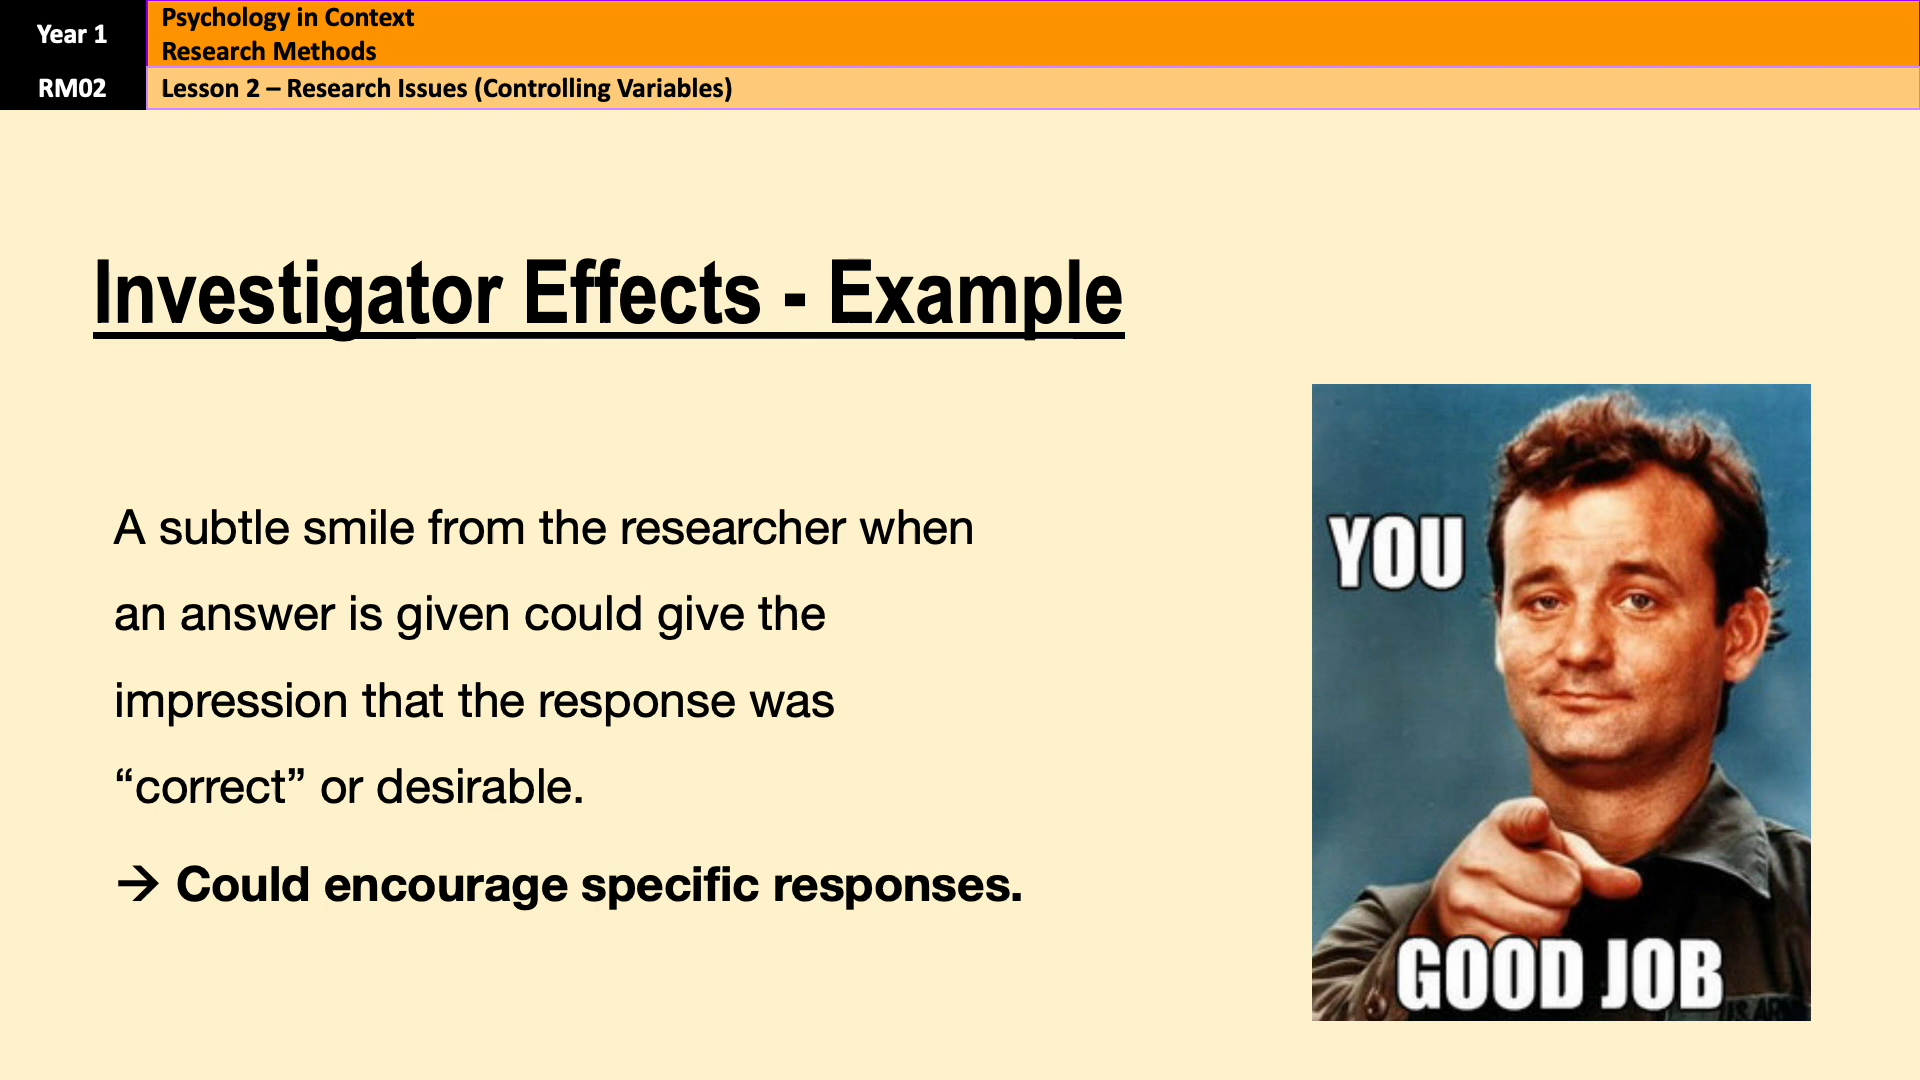 Year 1
Psychology in Context
Research Methods
RM02
Lesson 2 – Research Issues (Controlling Variables)
Investigator Effects - Example
A subtle smile from the researcher when
an answer is given could give the
impression that the response was
“correct” or desirable.
→ Could encourage specific responses.
YOU
GOOD JOB